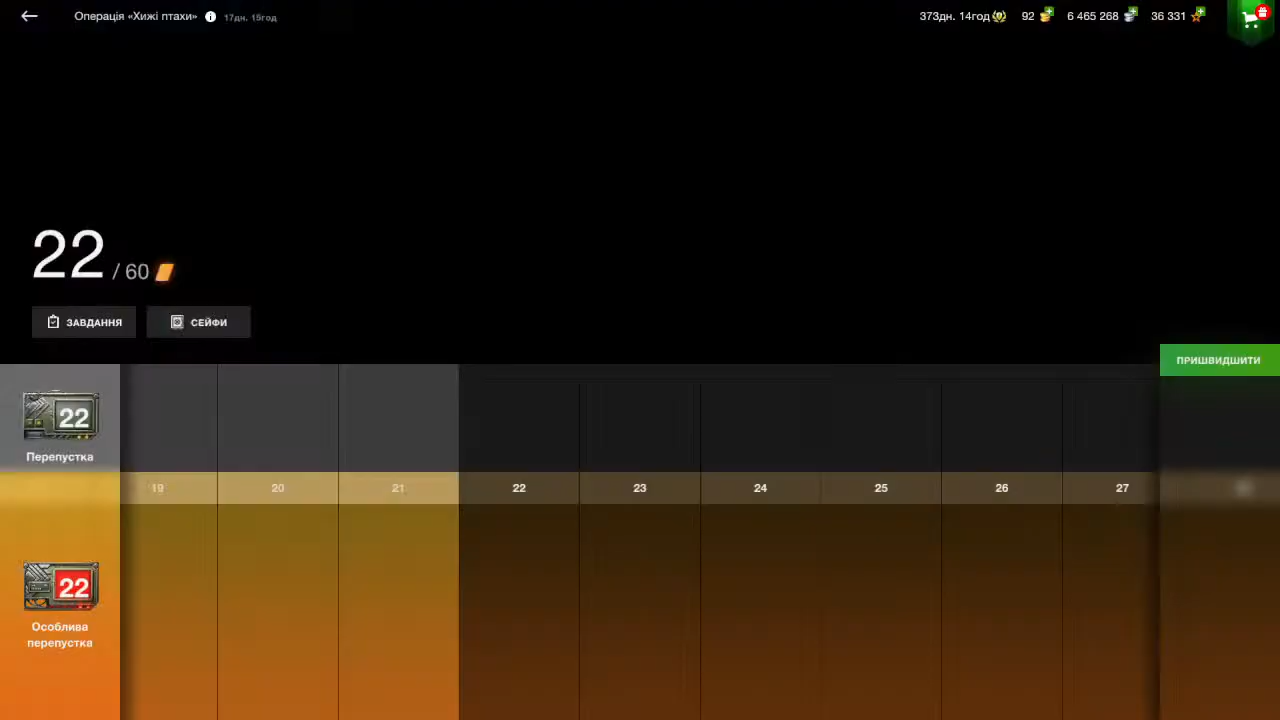 Операція «Хижі птахи» 17дн. 15год
373дн. 14год 92 6 465 268 36 331
22 / 60
ЗАВДАННЯ СЕЙФИ
ПРИШВИДШИТИ
22
Перепустка
19 20 21 22 23 24 25 26 27
22
Особлива
перепустка